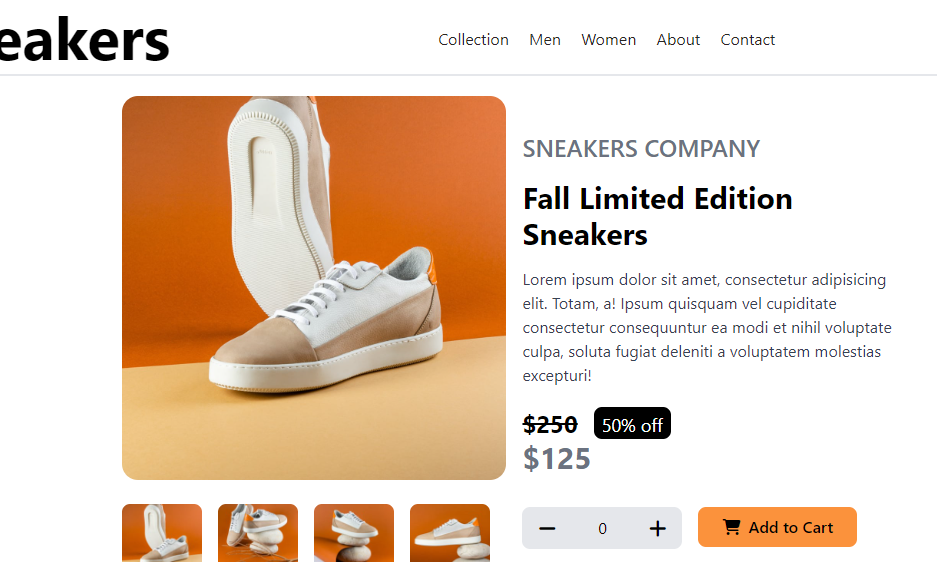 eakers
Collection Men Women About Contact
SNEAKERS COMPANY
Fall Limited Edition
Sneakers
Lorem ipsum dolor sit amet, consectetur adipisicing
elit. Totam, a! Ipsum quisquam vel cupiditate
consectetur consequuntur ea modi et nihil voluptate
culpa, soluta fugiat deleniti a voluptatem molestias
excepturi!
$250 50% off
$125
0
Add to Cart